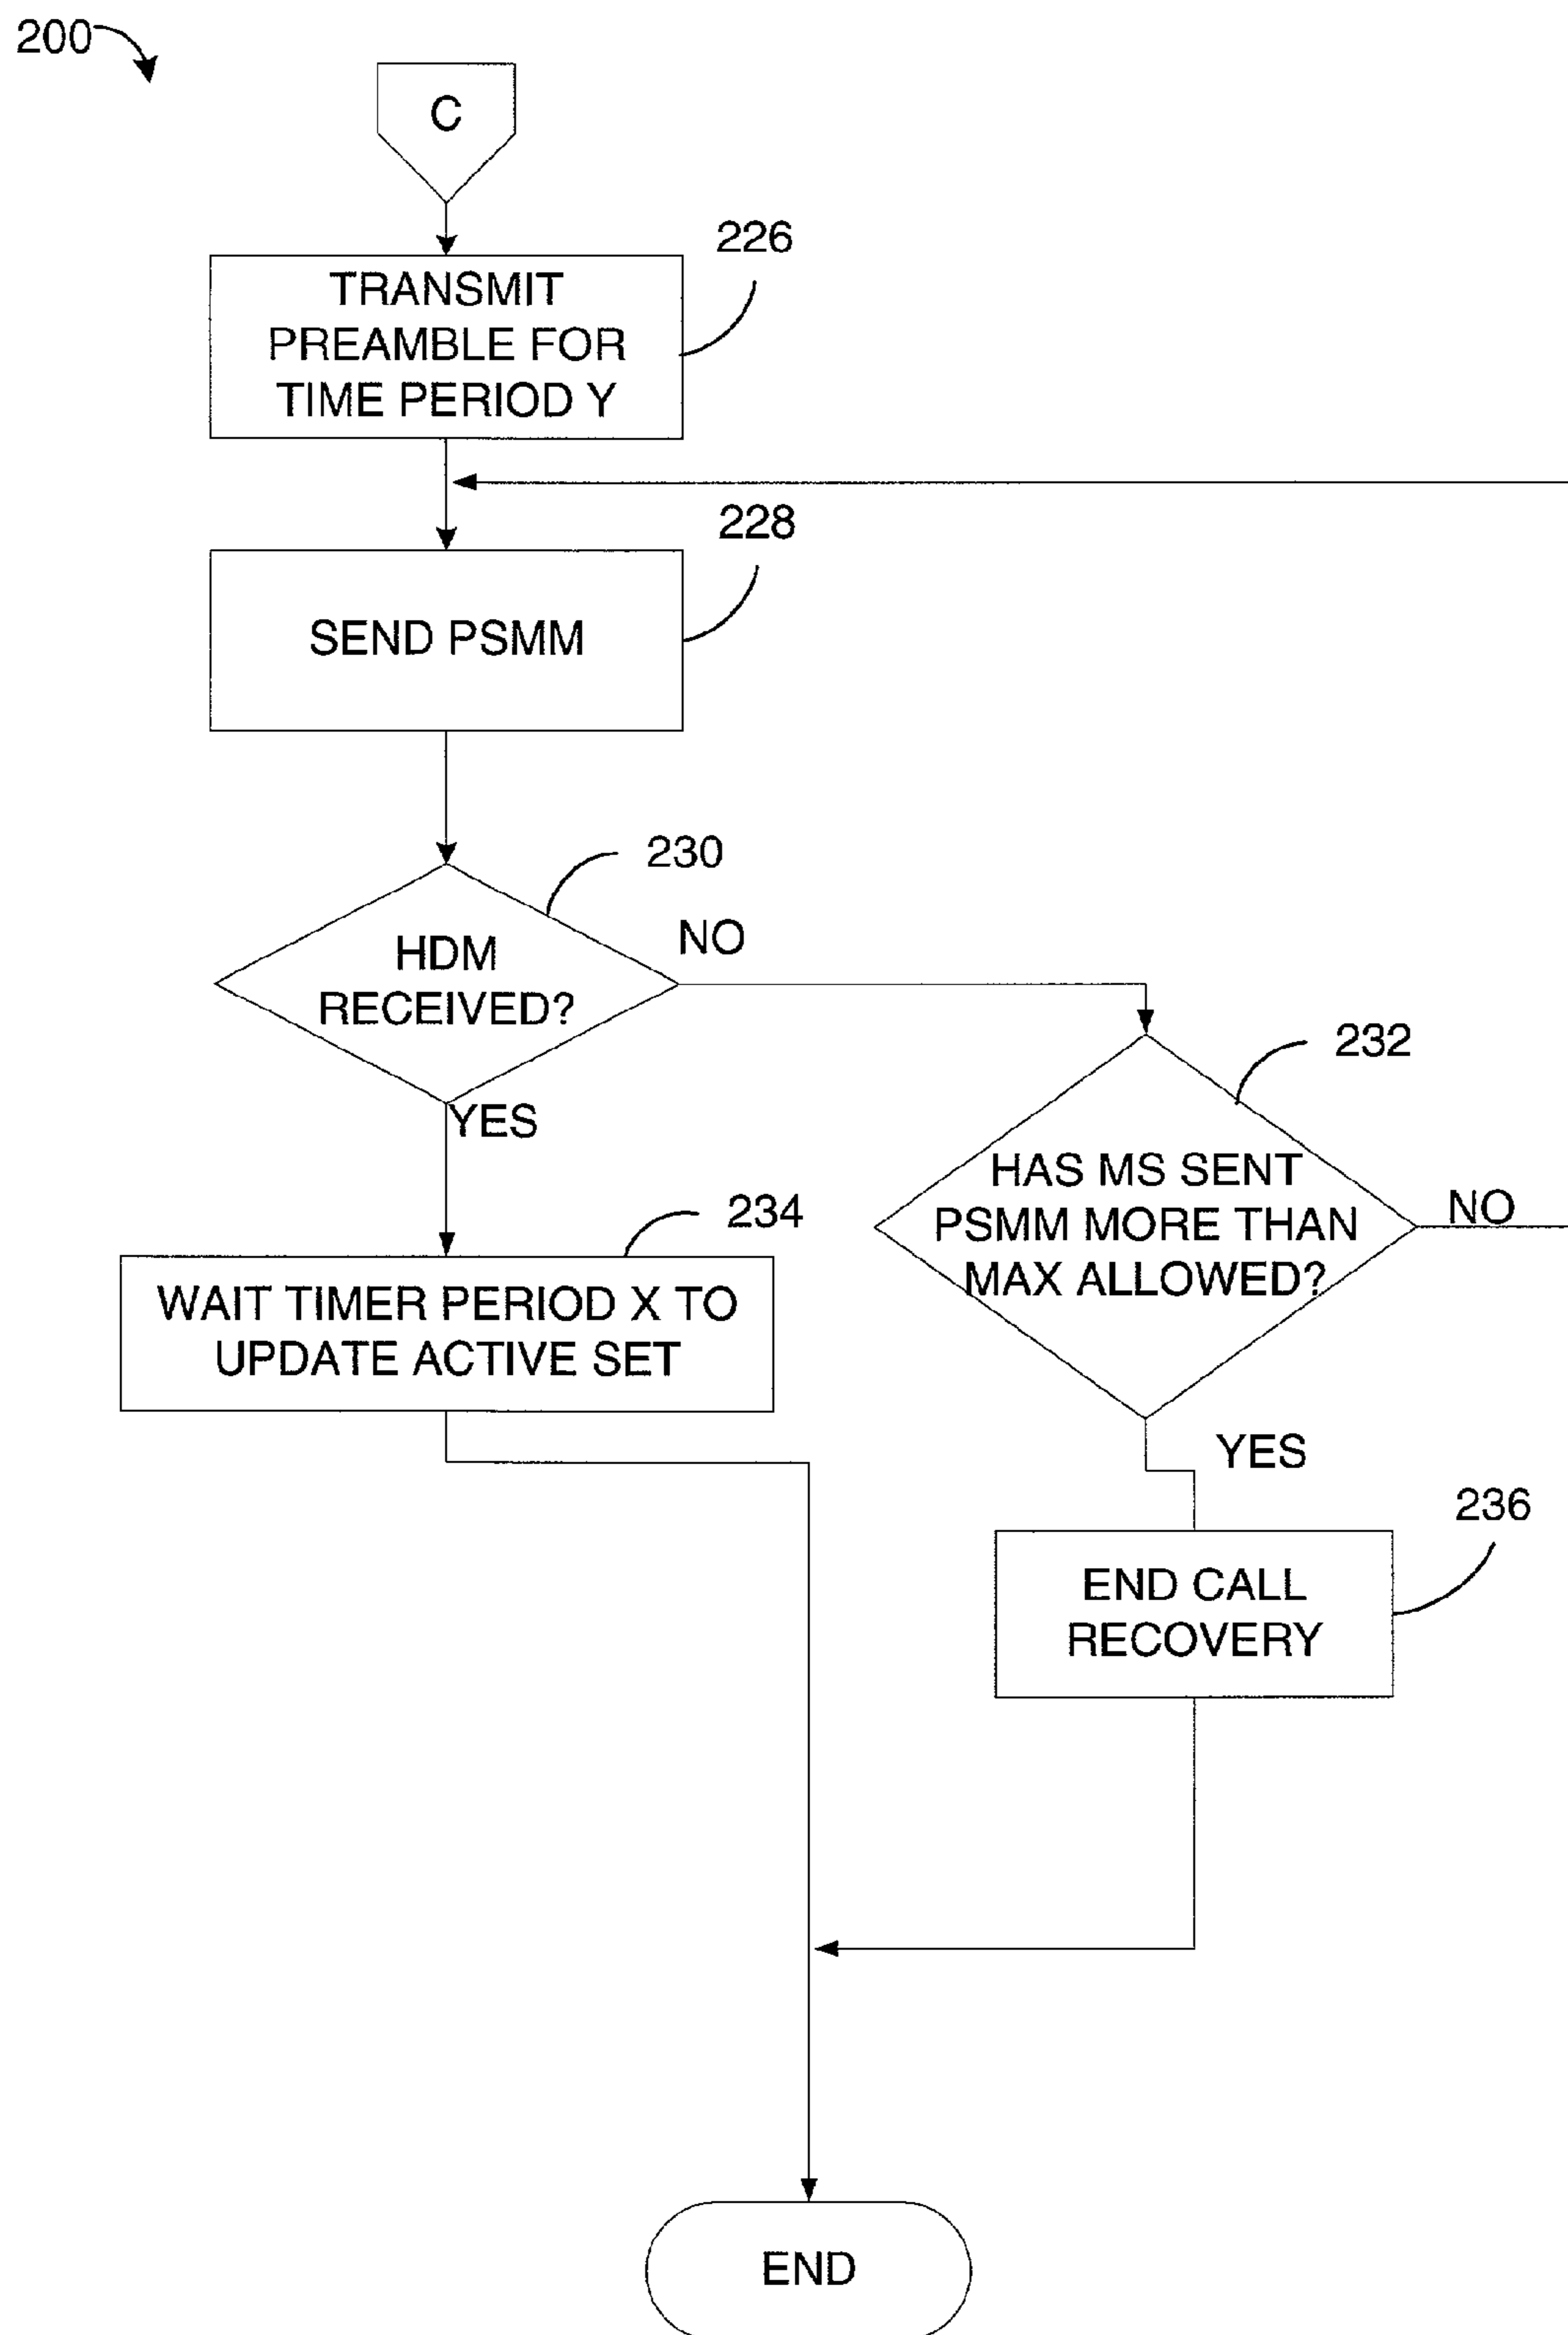 200
C
226
TRANSMIT
PREAMBLE FOR
TIME PERIOD Y
228
SEND PSMM
230
HDM
RECEIVED?
NO
YES
232
HAS MS SENT
PSMM MORE THAN
MAX ALLOWED?
NO
YES
234
WAIT TIMER PERIOD X TO
UPDATE ACTIVE SET
236
END CALL
RECOVERY
END